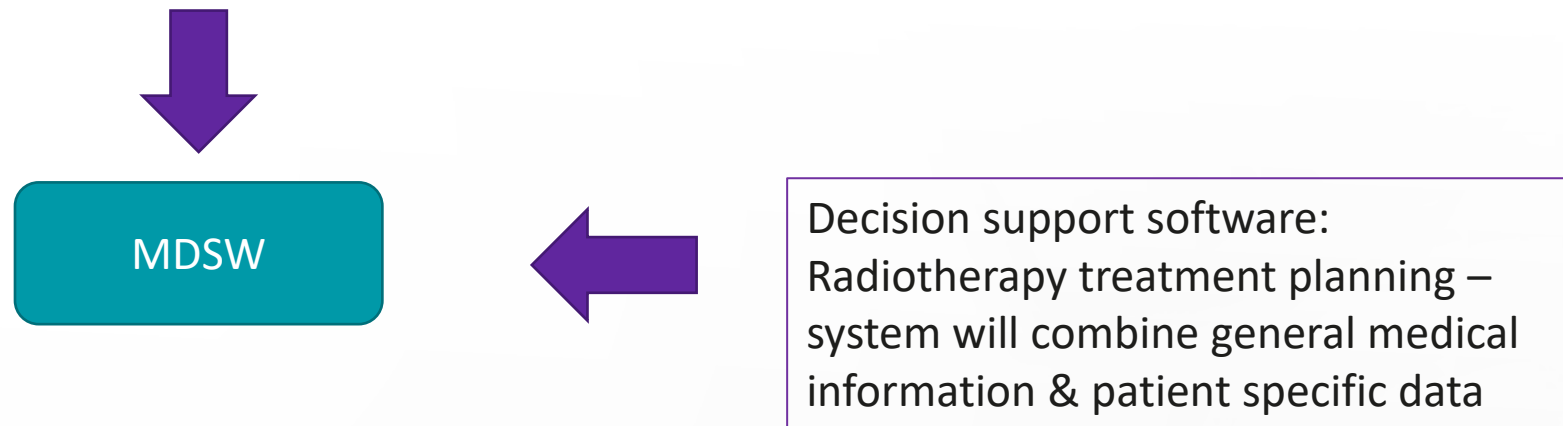 MDSW
Decision support software:
Radiotherapy treatment planning –
system will combine general medical
information & patient specific data